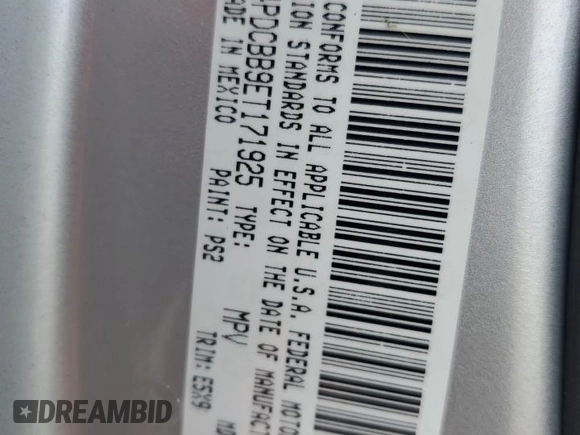 CONFORMS TO ALL APPLICABLE U.S.A. FEDERAL MOTO
ION STANDARDS IN EFFECT ON THE DATE OF MANUFACT
PDCBB9ET171925 TYPE: MPV
ADE IN MEXICO PAINT: PS2 TRIM: E5X9
DREAMBID